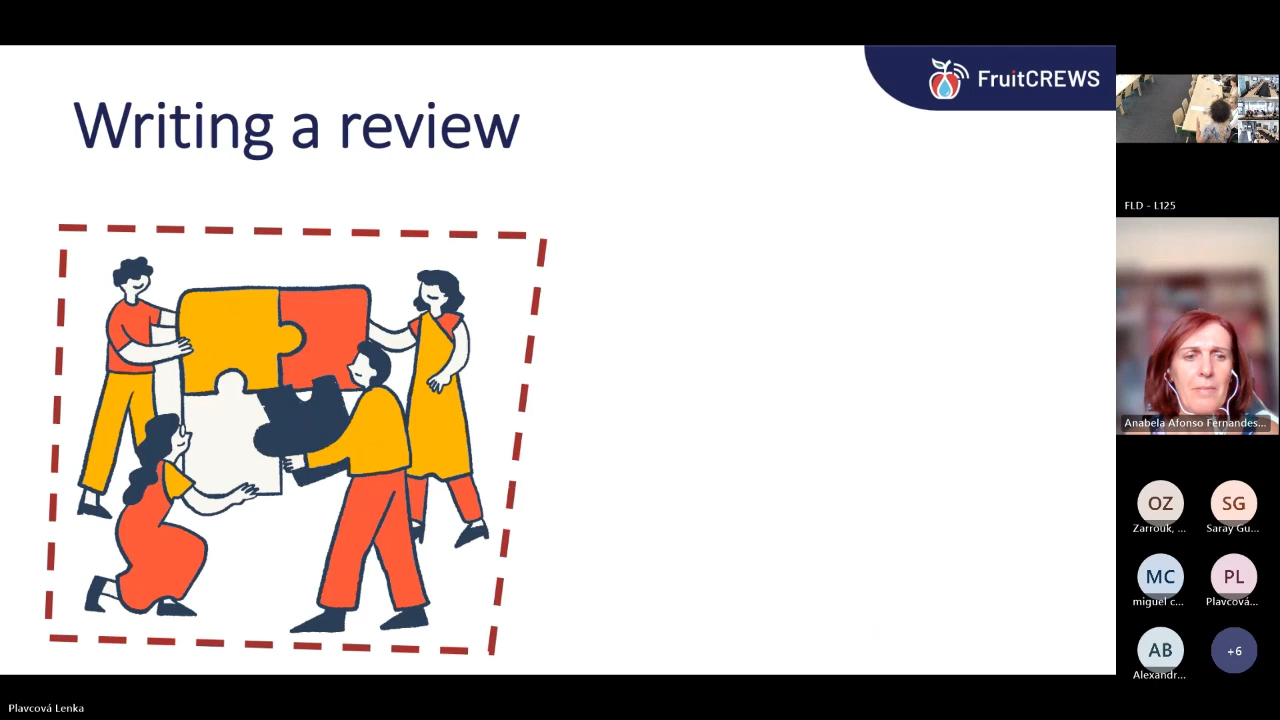 FruitCREWS
Writing a review
FLD - L125
Anabela Afonso Fernandes...
OZ
Zarrouk, ...
SG
Saray Gu...
MC
miguel c...
PL
Plavcová...
AB
Alexandr...
+6
Plavcová Lenka